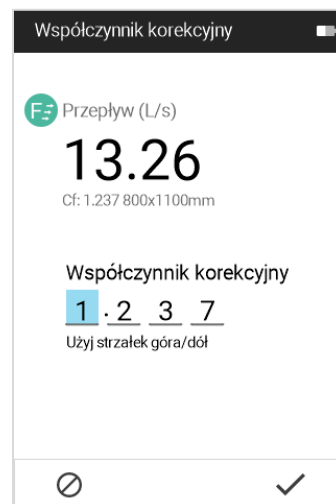 Współczynnik korekcyjny
F
Przepływ (L/s)
13.26
Cf: 1.237 800x1100mm
Współczynnik korekcyjny
1.237
Użyj strzałek góra/dół